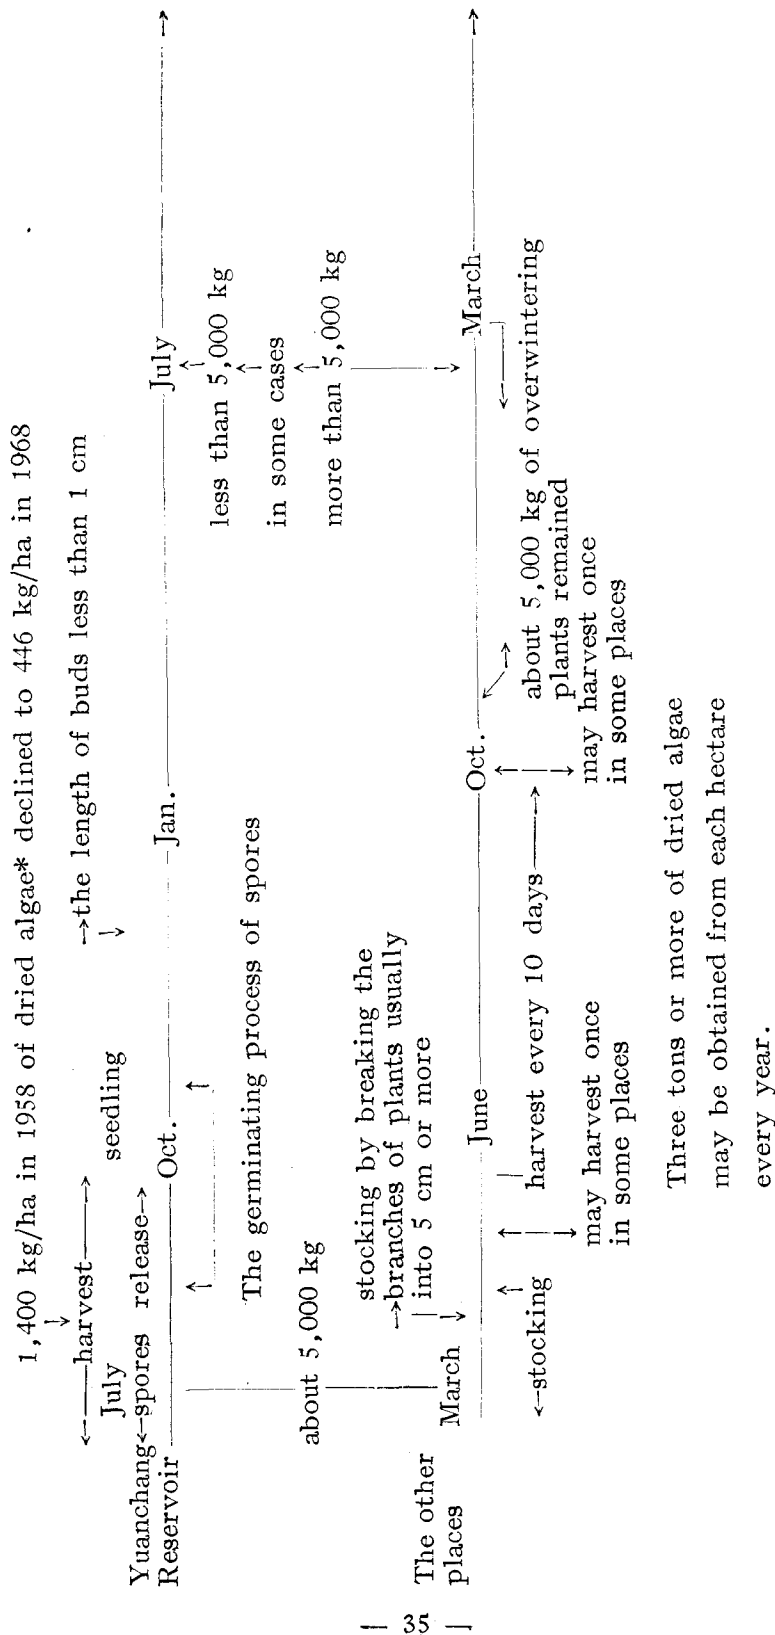 1,400 kg/ha in 1958 of dried algae* declined to 446 kg/ha in 1968
harvest
the length of buds less than 1 cm
July
seedling
Yuanchang spores release
Reservoir
Oct.
Jan.
July
The germinating process of spores
less than 5,000 kg
in some cases
more than 5,000 kg
about 5,000 kg
stocking by breaking the
branches of plants usually
into 5 cm or more
The other
places
March
June
Oct.
March
stocking
harvest every 10 days
about 5,000 kg of overwintering
plants remained
may harvest once
in some places
may harvest once
in some places
Three tons or more of dried algae
may be obtained from each hectare
every year.
— 35 —